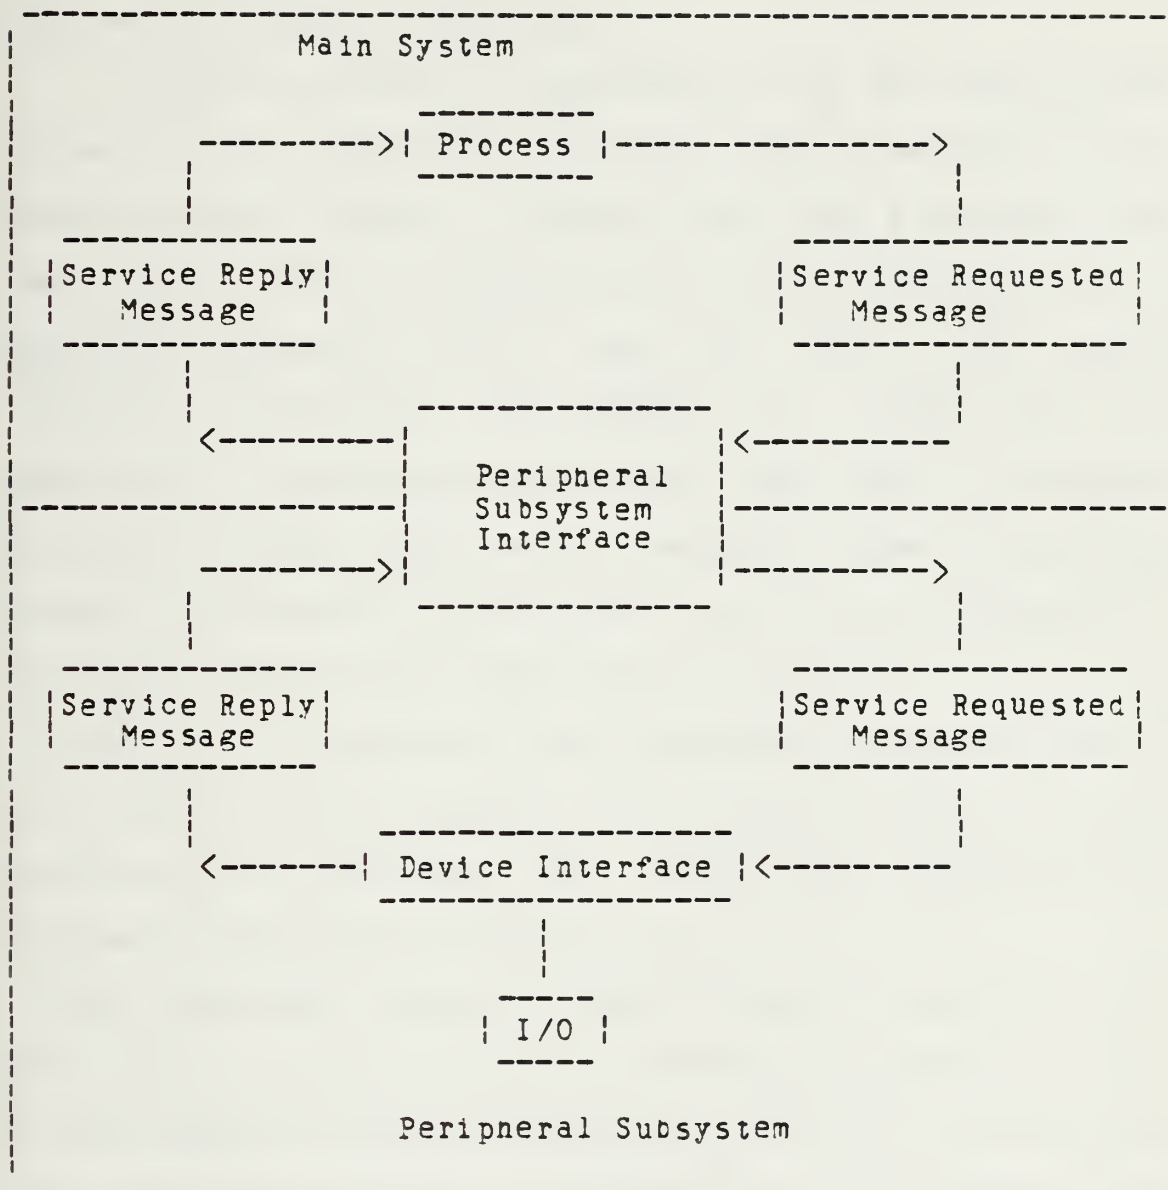 Main System
Process
Service Reply
Message
Service Requested
Message
Peripheral
Subsystem
Interface
Service Reply
Message
Service Requested
Message
Device Interface
I/O
Peripheral Subsystem